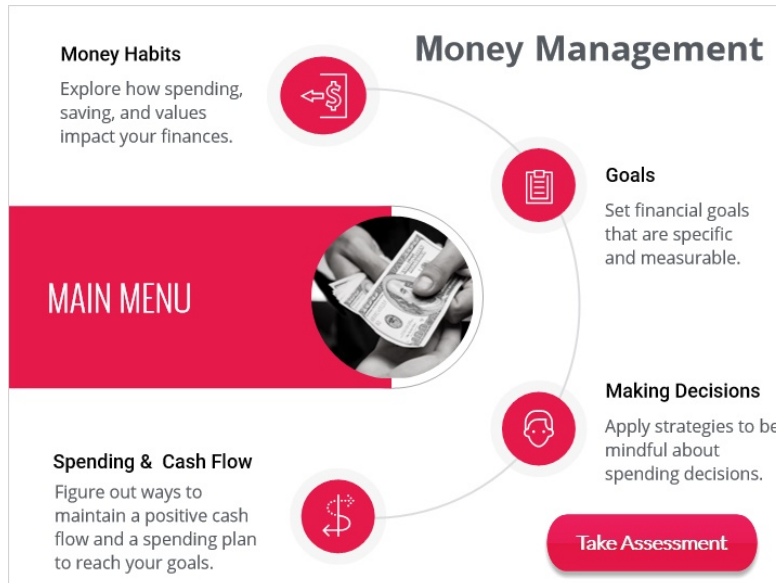 Money Management
Money Habits
Explore how spending,
saving, and values
impact your finances.
Goals
Set financial goals
that are specific
and measurable.
MAIN MENU
Making Decisions
Apply strategies to be
mindful about
spending decisions.
Spending & Cash Flow
Figure out ways to
maintain a positive cash
flow and a spending plan
to reach your goals.
Take Assessment